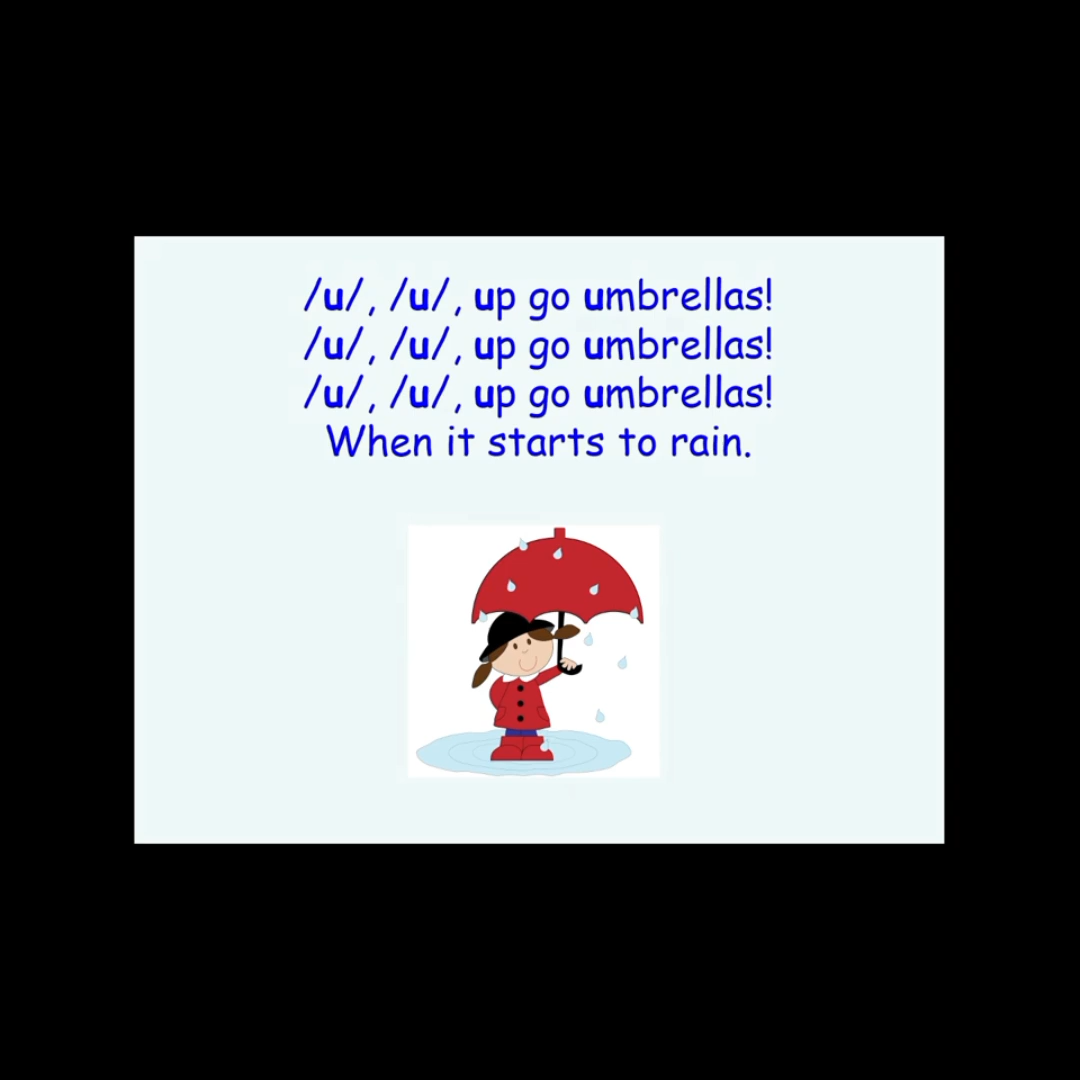 /u/, /u/, up go umbrellas!
/u/, /u/, up go umbrellas!
/u/, /u/, up go umbrellas!
When it starts to rain.